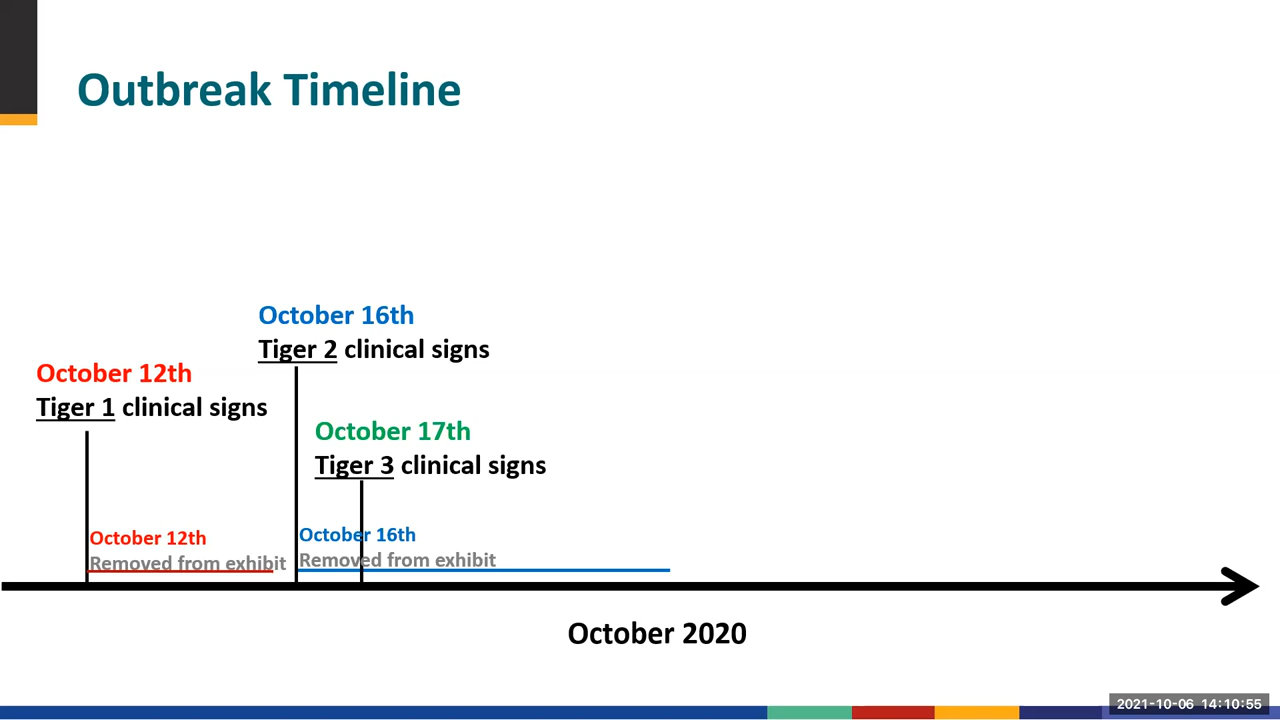 Outbreak Timeline
October 16th
Tiger 2 clinical signs
October 12th
Tiger 1 clinical signs
October 17th
Tiger 3 clinical signs
October 12th
Removed from exhibit
October 16th
Removed from exhibit
October 2020
2021-10-06 14:10:55